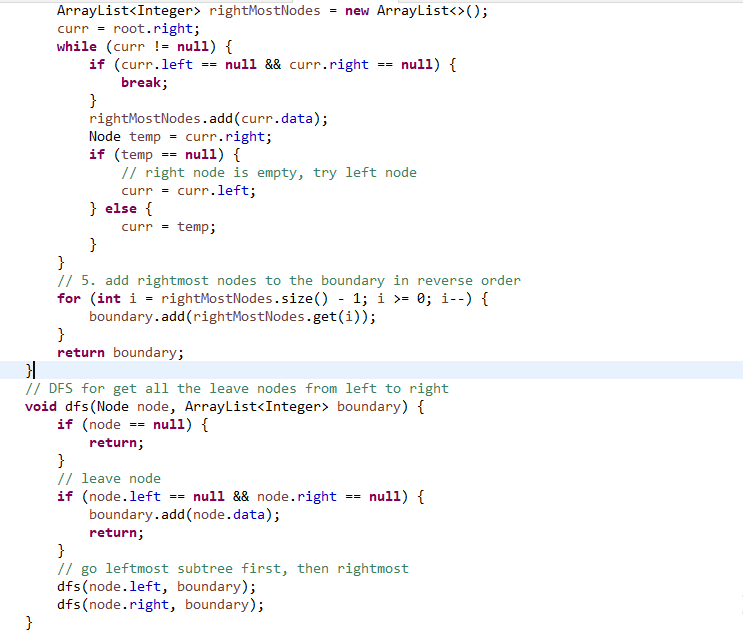 ArrayList<Integer> rightMostNodes = new ArrayList<>();
curr = root.right;
while (curr != null) {
if (curr.left == null && curr.right == null) {
break;
}
rightMostNodes.add(curr.data);
Node temp = curr.right;
if (temp == null) {
// right node is empty, try left node
curr = curr.left;
} else {
curr = temp;
}
}
// 5. add rightmost nodes to the boundary in reverse order
for (int i = rightMostNodes.size() - 1; i >= 0; i--) {
boundary.add(rightMostNodes.get(i));
}
return boundary;
}
// DFS for get all the leave nodes from left to right
void dfs(Node node, ArrayList<Integer> boundary) {
if (node == null) {
return;
}
// leave node
if (node.left == null && node.right == null) {
boundary.add(node.data);
return;
}
// go leftmost subtree first, then rightmost
dfs(node.left, boundary);
dfs(node.right, boundary);
}